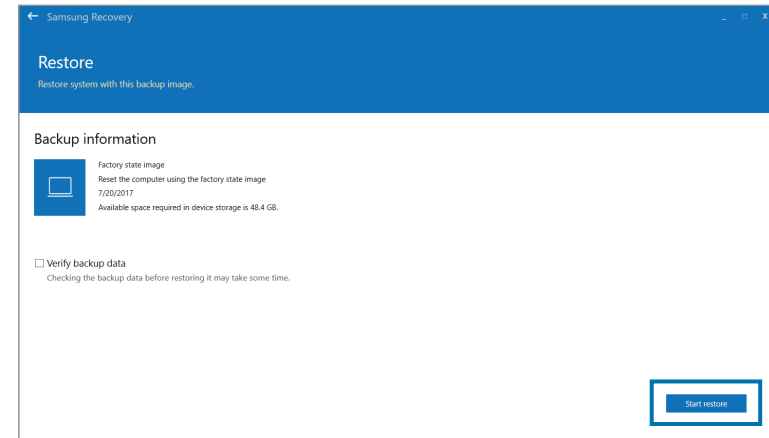 Samsung Recovery
Restore
Restore system with this backup image.
Backup information
Factory state image
Reset the computer using the factory state image
7/20/2017
Available space required in device storage is 48.4 GB.
Verify backup data
Checking the backup data before restoring it may take some time.
Start restore